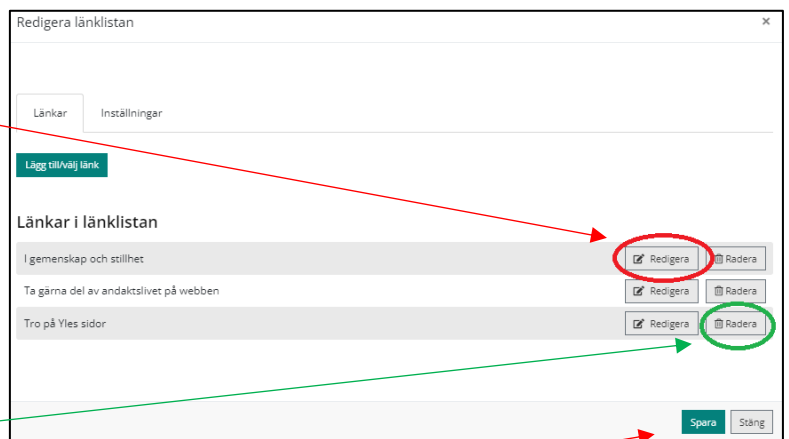 Redigera länklistan ×
Länkar Inställningar
Lägg till/välj länk
Länkar i länklistan
I gemenskap och stillhet Redigera Radera
Ta gärna del av andaktslivet på webben Redigera Radera
Tro på Yles sidor Redigera Radera
Spara Stäng